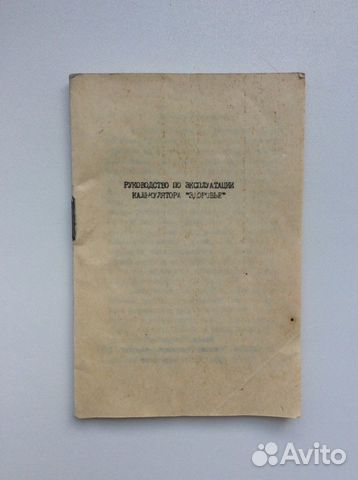 РУКОВОДСТВО ПО ЭКСПЛУАТАЦИИ
КАЛЬКУЛЯТОРА "ЗДОРОВЬЕ"
Avito